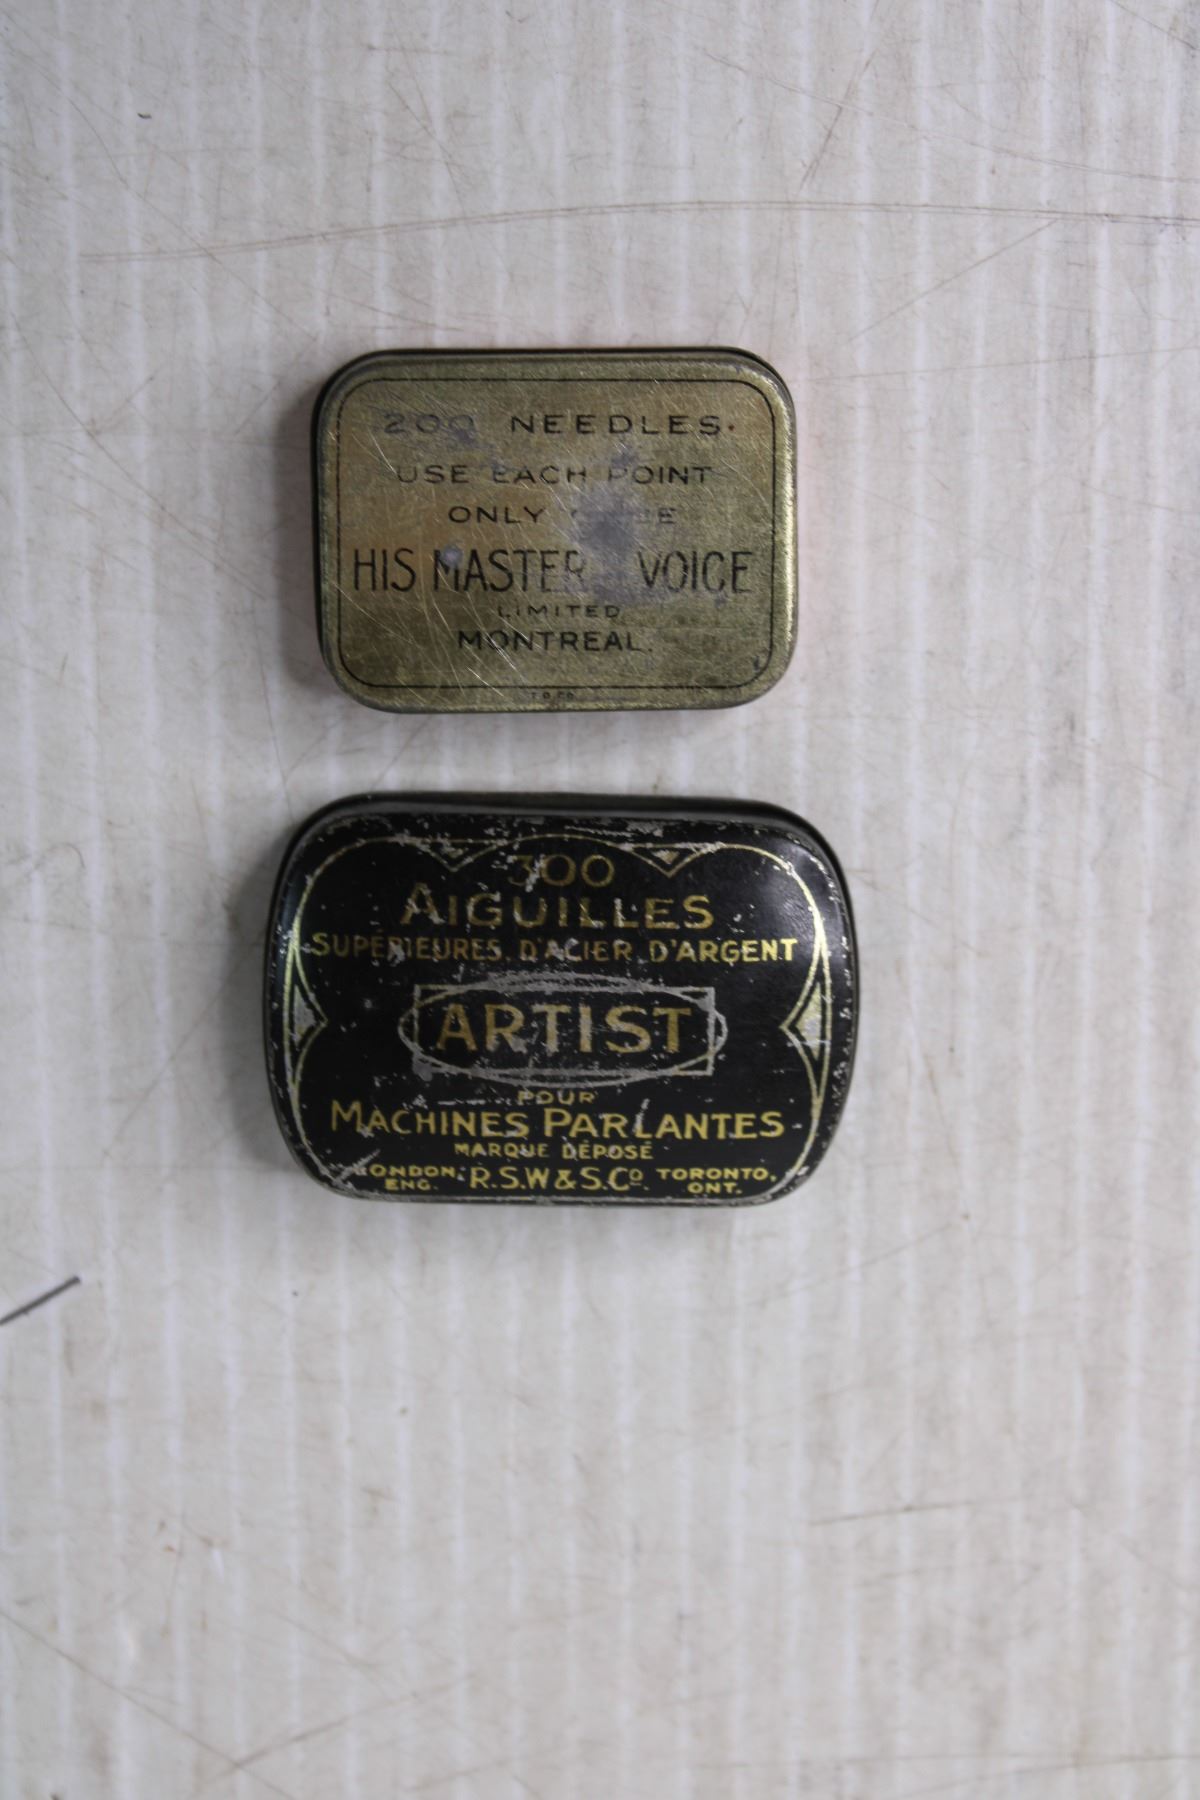 200 NEEDLES.
USE EACH POINT
ONLY
HIS MASTER VOICE
LIMITED
MONTREAL.
300
AIGUILLES
SUPÉRIEURES D'ACIER D'ARGENT
ARTIST
POUR
MACHINES PARLANTES
MARQUE DÉPOSÉ
LONDON, ENG. R.S.W & S. Co. TORONTO, ONT.